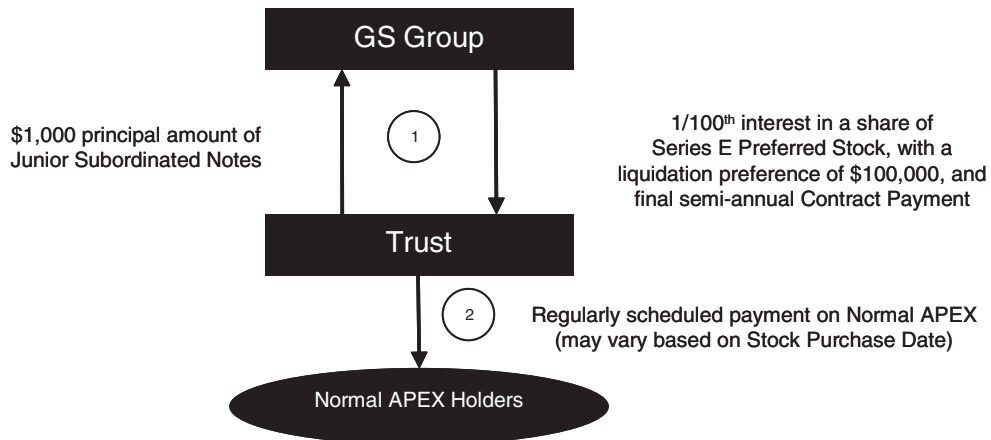 GS Group
$1,000 principal amount of
Junior Subordinated Notes
1
1/100th interest in a share of
Series E Preferred Stock, with a
liquidation preference of $100,000, and
final semi-annual Contract Payment
Trust
2
Regularly scheduled payment on Normal APEX
(may vary based on Stock Purchase Date)
Normal APEX Holders